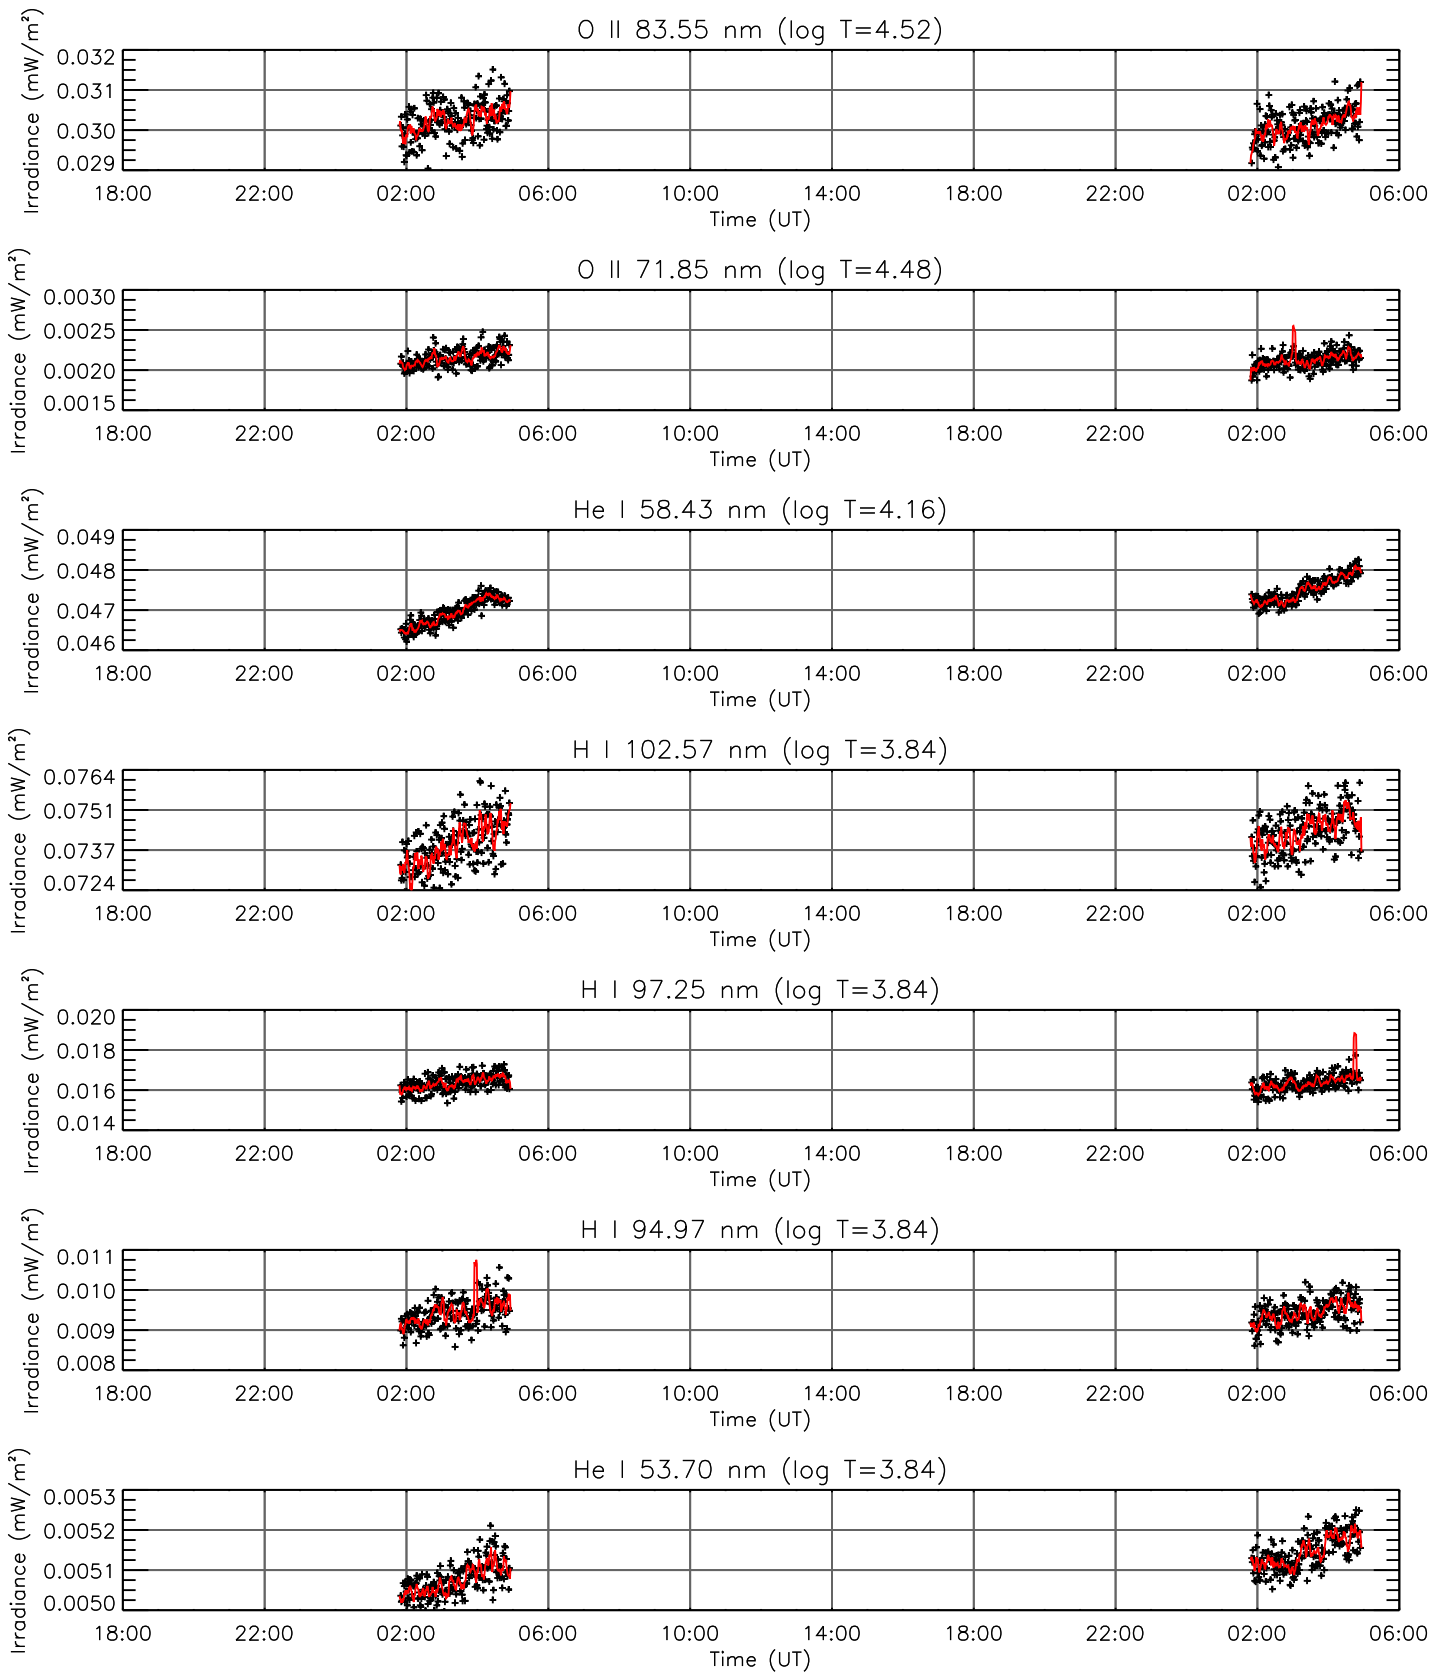 O II 83.55 nm (log T=4.52)
Irradiance (mW/m²)
0.032
0.031
0.030
0.029
18:00 22:00 02:00 06:00 10:00 14:00 18:00 22:00 02:00 06:00
Time (UT)
O II 71.85 nm (log T=4.48)
Irradiance (mW/m²)
0.0030
0.0025
0.0020
0.0015
18:00 22:00 02:00 06:00 10:00 14:00 18:00 22:00 02:00 06:00
Time (UT)
He I 58.43 nm (log T=4.16)
Irradiance (mW/m²)
0.049
0.048
0.047
0.046
18:00 22:00 02:00 06:00 10:00 14:00 18:00 22:00 02:00 06:00
Time (UT)
H I 102.57 nm (log T=3.84)
Irradiance (mW/m²)
0.0764
0.0751
0.0737
0.0724
18:00 22:00 02:00 06:00 10:00 14:00 18:00 22:00 02:00 06:00
Time (UT)
H I 97.25 nm (log T=3.84)
Irradiance (mW/m²)
0.020
0.018
0.016
0.014
18:00 22:00 02:00 06:00 10:00 14:00 18:00 22:00 02:00 06:00
Time (UT)
H I 94.97 nm (log T=3.84)
Irradiance (mW/m²)
0.011
0.010
0.009
0.008
18:00 22:00 02:00 06:00 10:00 14:00 18:00 22:00 02:00 06:00
Time (UT)
He I 53.70 nm (log T=3.84)
Irradiance (mW/m²)
0.0053
0.0052
0.0051
0.0050
18:00 22:00 02:00 06:00 10:00 14:00 18:00 22:00 02:00 06:00
Time (UT)